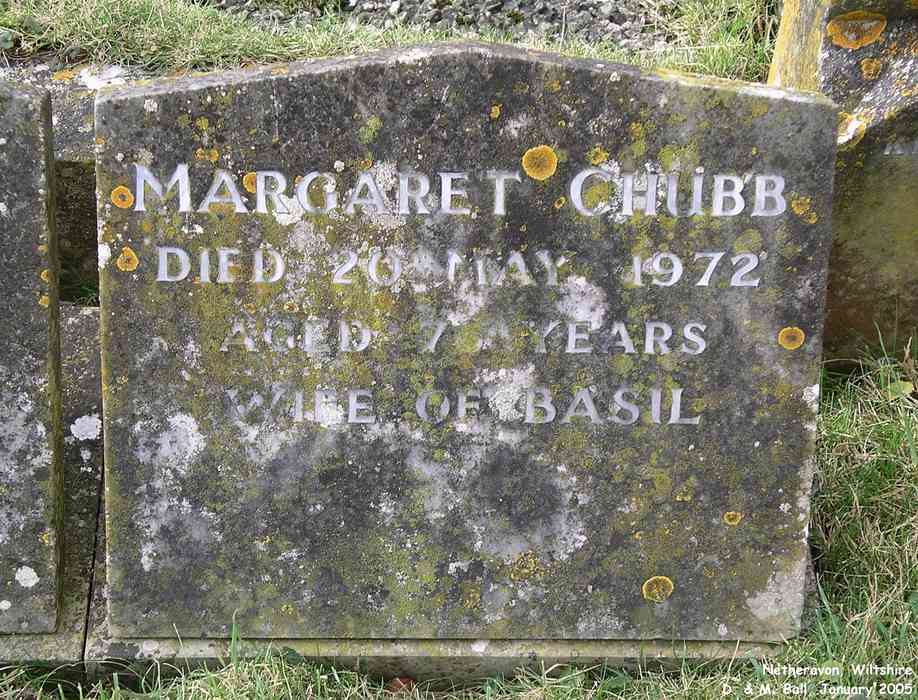 MARGARET CHUBB
DIED 20 MAY 1972
AGED YEARS
WIFE OF BASIL
Netheravon, Wiltshire
D. & M. Ball, January 2005